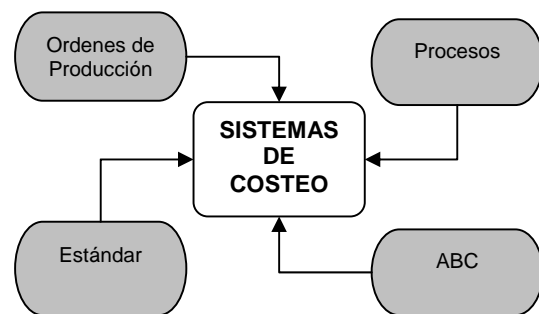 Ordenes de
Producción
Procesos
SISTEMAS
DE
COSTEO
Estándar
ABC